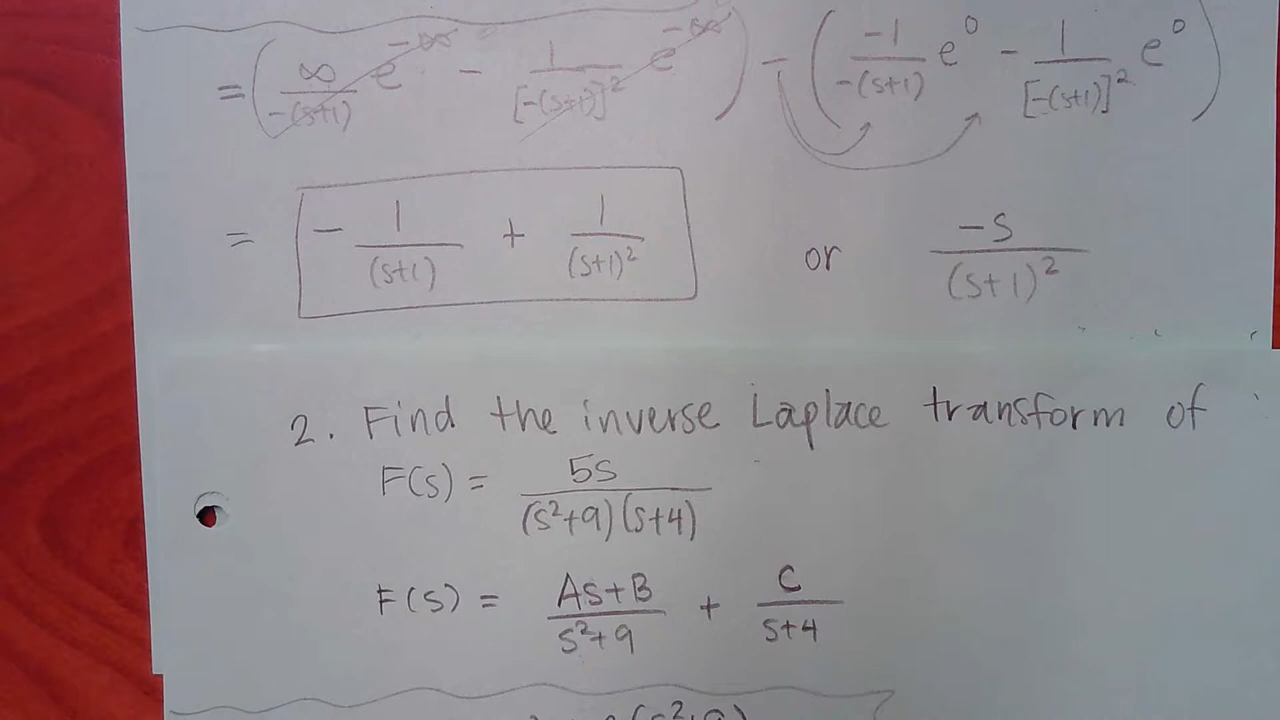 = (∞/-(s+1) e^-∞ - 1/[-(s+1)]² e^-∞) - (-1/-(s+1) e⁰ - 1/[-(s+1)]² e⁰)
= - 1/(s+1) + 1/(s+1)² or -s/(s+1)²
2. Find the inverse Laplace transform of
F(s) = 5s/(s²+9)(s+4)
F(s) = As+B/s²+9 + C/s+4